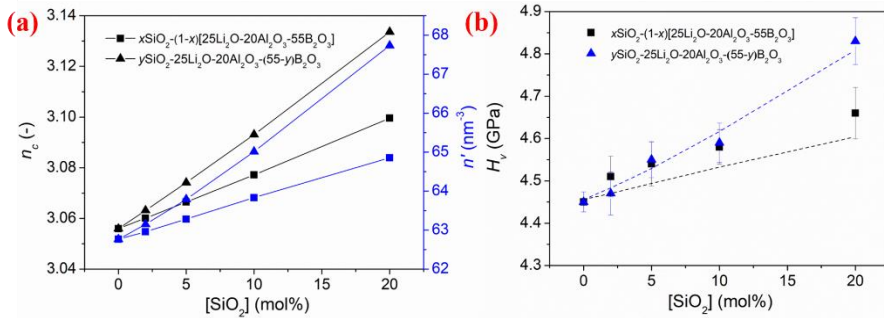 (a)
xSiO₂-(1-x)[25Li₂O-20Al₂O₃-55B₂O₃]
ySiO₂-25Li₂O-20Al₂O₃-(55-y)B₂O₃
n_c (-)
3.14
3.12
3.10
3.08
3.06
3.04
0 5 10 15 20
[SiO₂] (mol%)
68
67
66
65
64
63
62
n' (nm⁻³)
(b)
xSiO₂-(1-x)[25Li₂O-20Al₂O₃-55B₂O₃]
ySiO₂-25Li₂O-20Al₂O₃-(55-y)B₂O₃
H_v (GPa)
4.9
4.8
4.7
4.6
4.5
4.4
4.3
0 5 10 15 20
[SiO₂] (mol%)